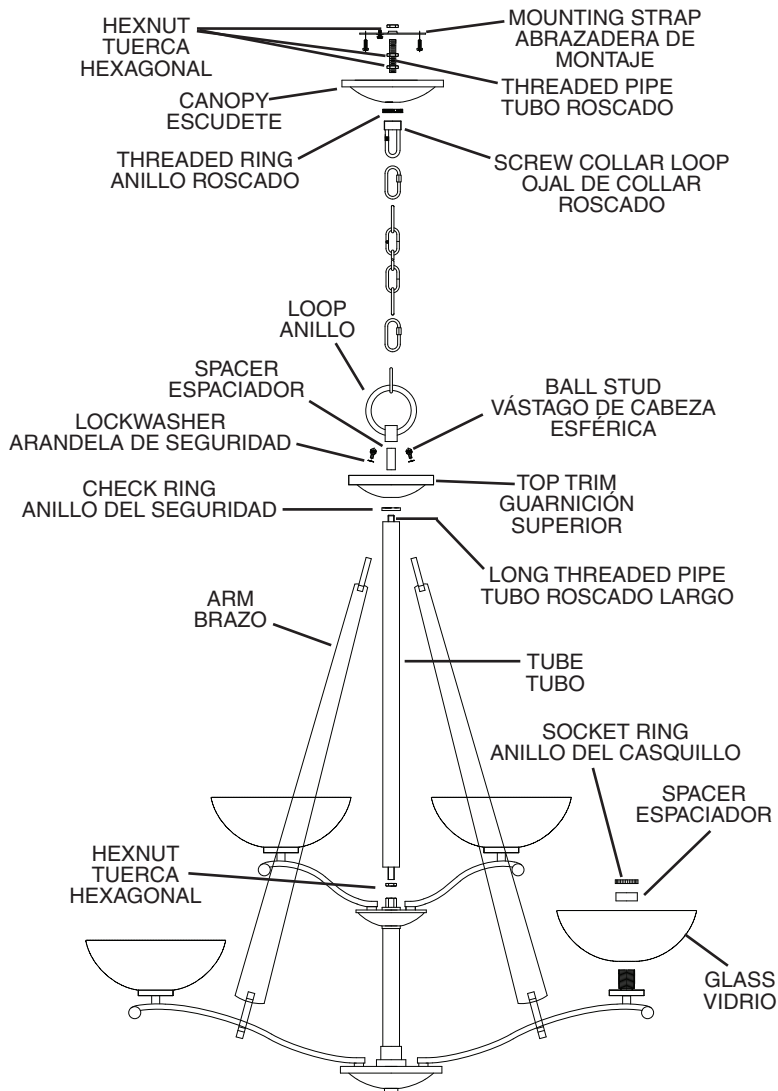 HEXNUT
TUERCA
HEXAGONAL
MOUNTING STRAP
ABRAZADERA DE
MONTAJE
CANOPY
ESCUDETE
THREADED PIPE
TUBO ROSCADO
THREADED RING
ANILLO ROSCADO
SCREW COLLAR LOOP
OJAL DE COLLAR
ROSCADO
LOOP
ANILLO
SPACER
ESPACIADOR
BALL STUD
VÁSTAGO DE CABEZA
ESFÉRICA
LOCKWASHER
ARANDELA DE SEGURIDAD
CHECK RING
ANILLO DEL SEGURIDAD
TOP TRIM
GUARNICIÓN
SUPERIOR
LONG THREADED PIPE
TUBO ROSCADO LARGO
ARM
BRAZO
TUBE
TUBO
SOCKET RING
ANILLO DEL CASQUILLO
SPACER
ESPACIADOR
HEXNUT
TUERCA
HEXAGONAL
GLASS
VIDRIO